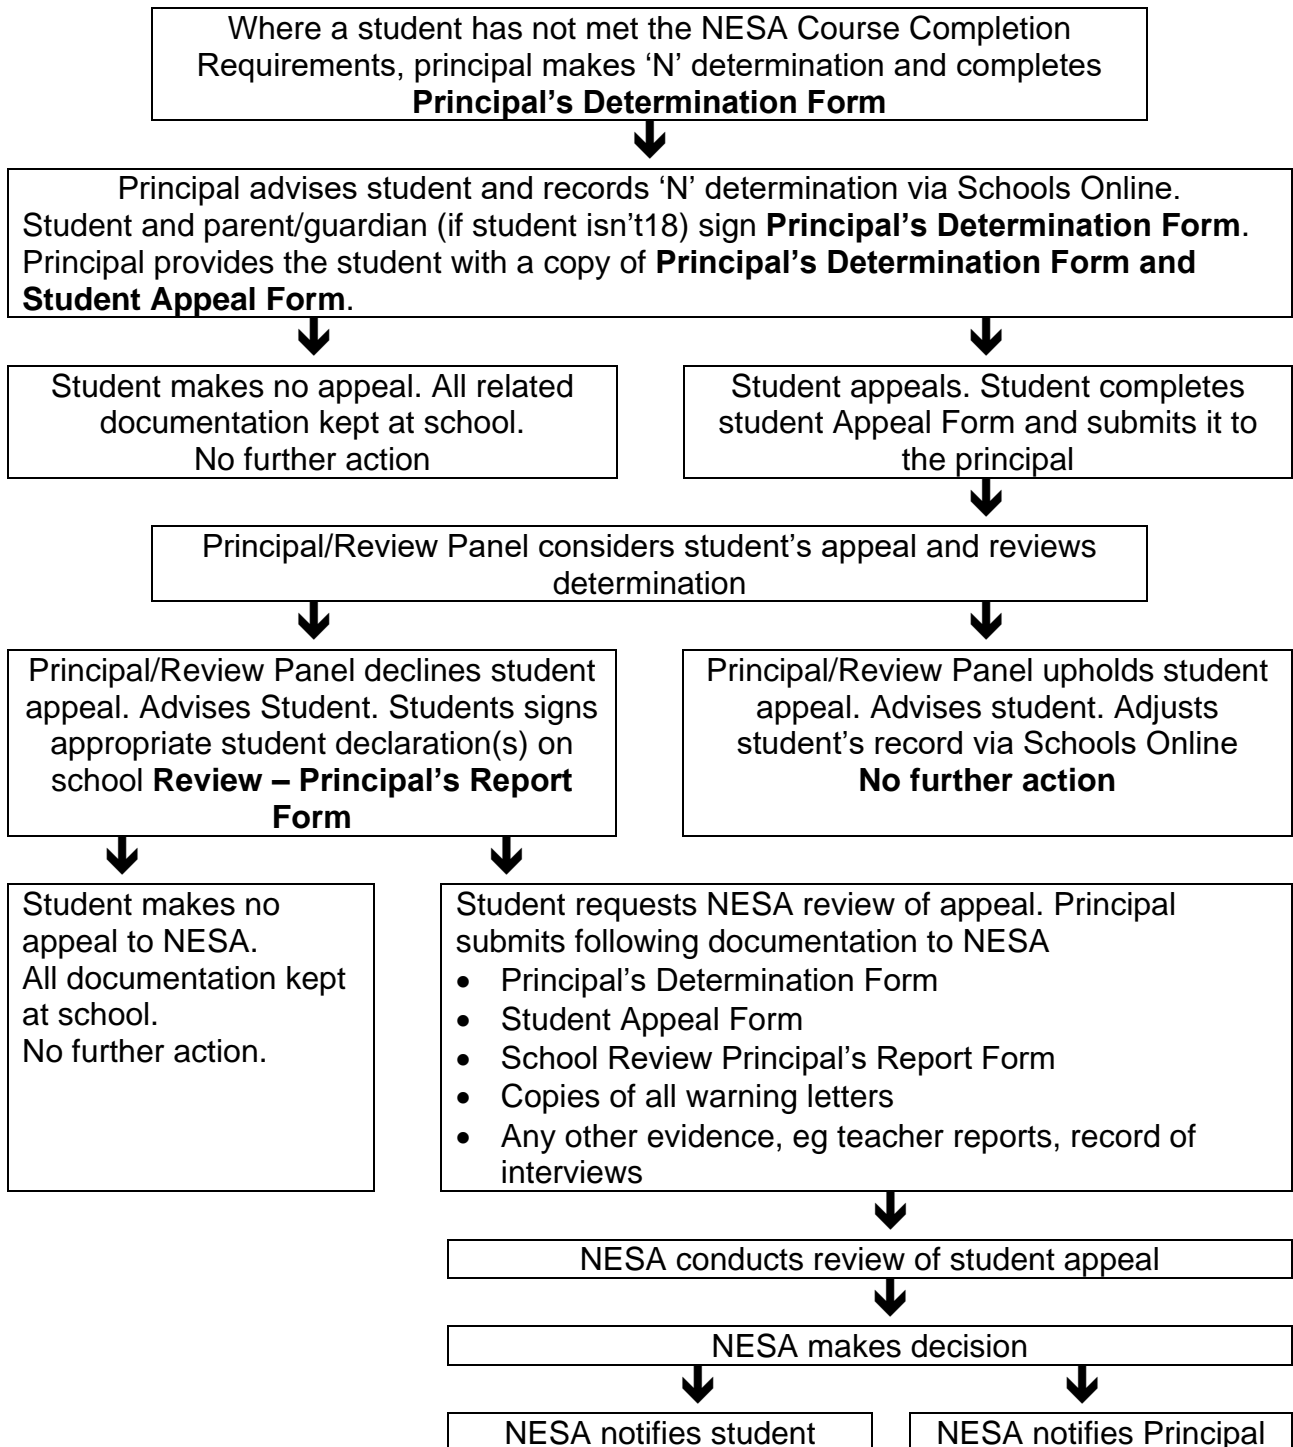 Where a student has not met the NESA Course Completion
Requirements, principal makes ‘N’ determination and completes
Principal’s Determination Form
Principal advises student and records ‘N’ determination via Schools Online.
Student and parent/guardian (if student isn’t18) sign Principal’s Determination Form.
Principal provides the student with a copy of Principal’s Determination Form and
Student Appeal Form.
Student makes no appeal. All related
documentation kept at school.
No further action
Student appeals. Student completes
student Appeal Form and submits it to
the principal
Principal/Review Panel considers student’s appeal and reviews
determination
Principal/Review Panel declines student
appeal. Advises Student. Students signs
appropriate student declaration(s) on
school Review – Principal’s Report
Form
Principal/Review Panel upholds student
appeal. Advises student. Adjusts
student’s record via Schools Online
No further action
Student makes no
appeal to NESA.
All documentation kept
at school.
No further action.
Student requests NESA review of appeal. Principal
submits following documentation to NESA
• Principal’s Determination Form
• Student Appeal Form
• School Review Principal’s Report Form
• Copies of all warning letters
• Any other evidence, eg teacher reports, record of
interviews
NESA conducts review of student appeal
NESA makes decision
NESA notifies student
NESA notifies Principal